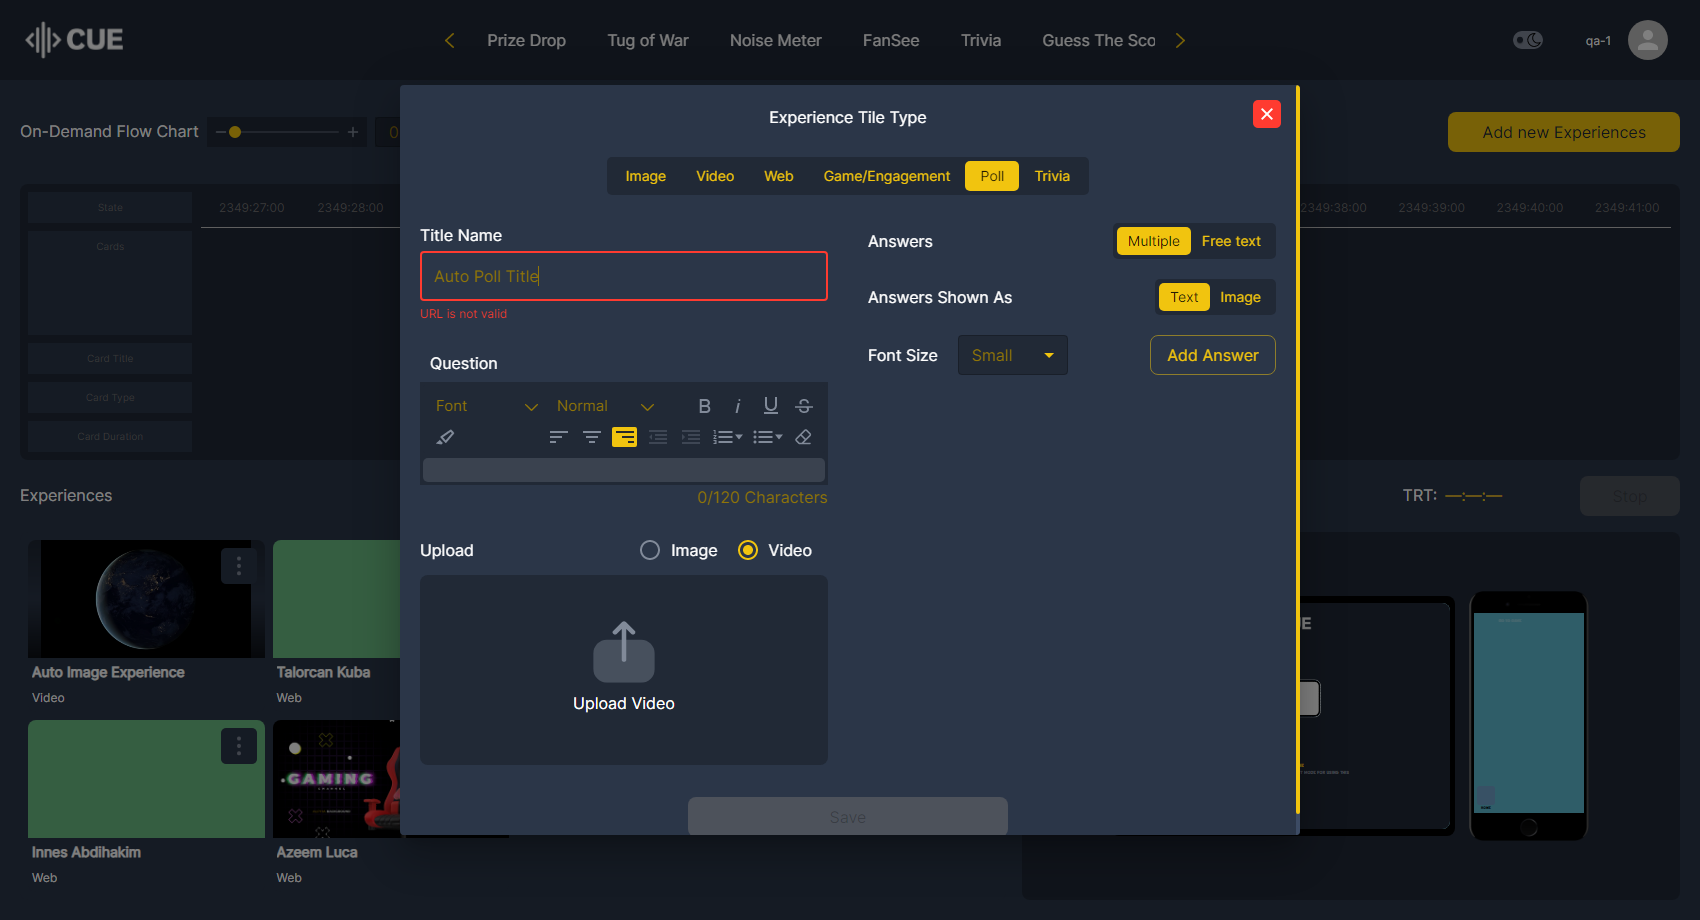 CUE
Prize Drop
Tug of War
Noise Meter
FanSee
Trivia
Guess The Sco
qa-1
On-Demand Flow Chart
0
Add new Experiences
State
2349:27:00
2349:28:00
2349:38:00
2349:39:00
2349:40:00
2349:41:00
Cards
Card Title
Card Type
Card Duration
Experience Tile Type
Image
Video
Web
Game/Engagement
Poll
Trivia
Title Name
Auto Poll Title
URL is not valid
Question
Font
Normal
B
i
U
S
0/120 Characters
Upload
Image
Video
Upload Video
Answers
Multiple
Free text
Answers Shown As
Text
Image
Font Size
Small
Add Answer
Save
Experiences
TRT: —:—:—
Stop
Auto Image Experience
Video
Talorcan Kuba
Web
GAMING
Innes Abdihakim
Web
Azeem Luca
Web
UE